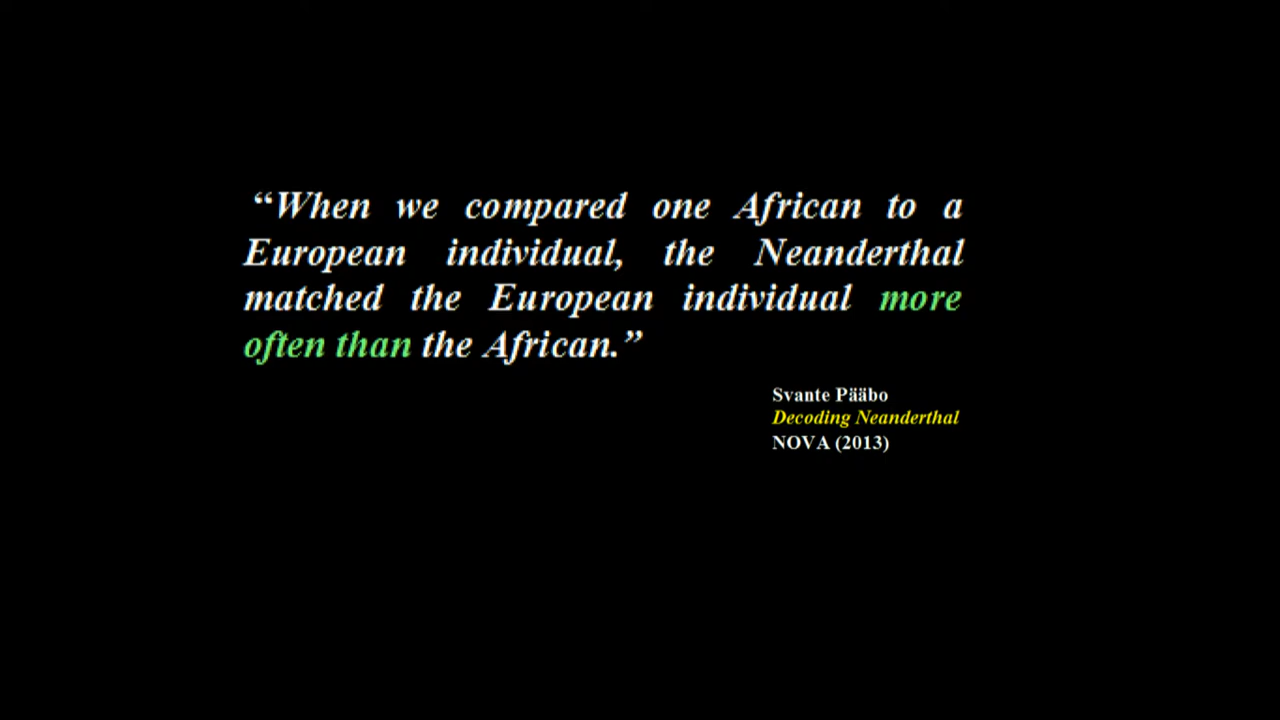 “When we compared one African to a
European individual, the Neanderthal
matched the European individual more
often than the African.”
Svante Pääbo
Decoding Neanderthal
NOVA (2013)